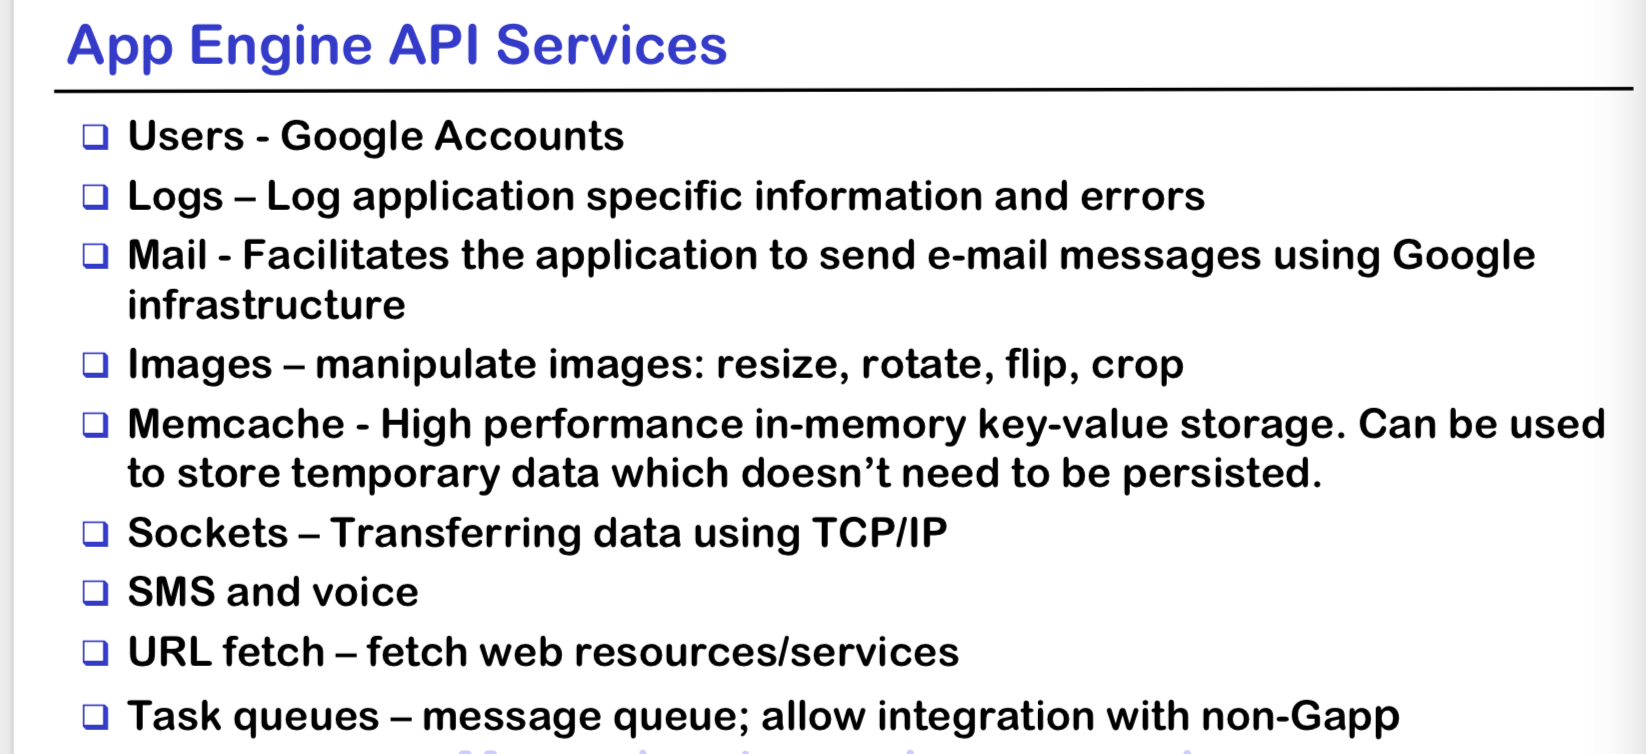 App Engine API Services
❑ Users - Google Accounts
❑ Logs – Log application specific information and errors
❑ Mail - Facilitates the application to send e-mail messages using Google
infrastructure
❑ Images – manipulate images: resize, rotate, flip, crop
❑ Memcache - High performance in-memory key-value storage. Can be used
to store temporary data which doesn’t need to be persisted.
❑ Sockets – Transferring data using TCP/IP
❑ SMS and voice
❑ URL fetch – fetch web resources/services
❑ Task queues – message queue; allow integration with non-Gapp